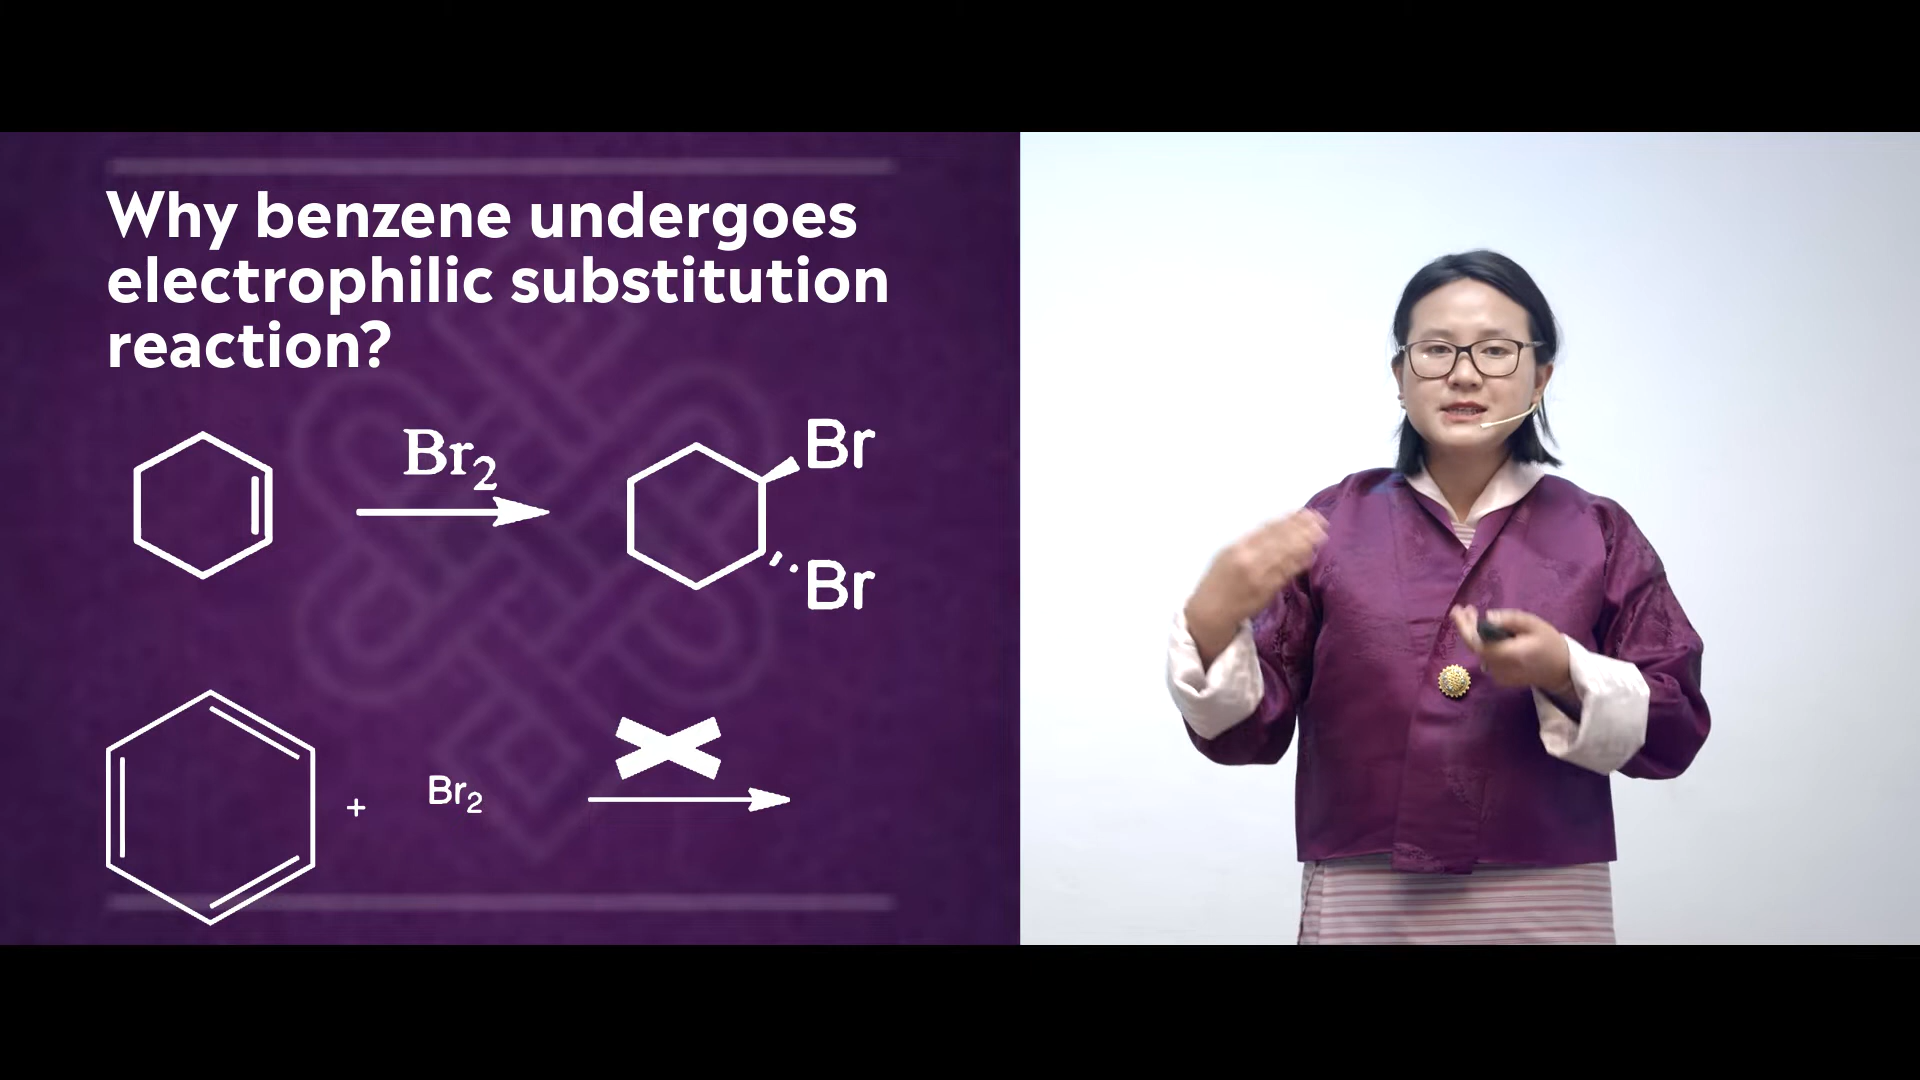 Why benzene undergoes
electrophilic substitution
reaction?
Br₂
Br
Br
+ Br₂